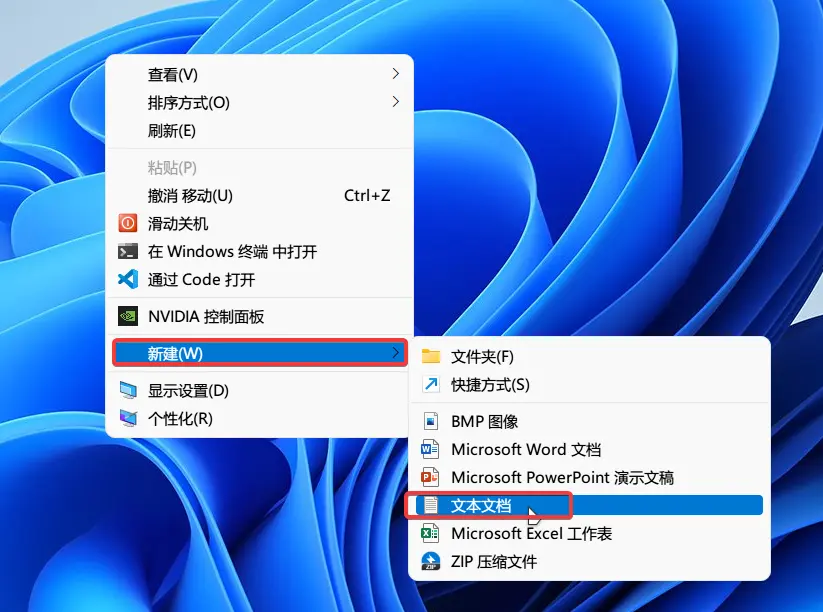 查看(V)
排序方式(O)
刷新(E)
粘贴(P)
撤消 移动(U) Ctrl+Z
滑动关机
在 Windows 终端 中打开
通过 Code 打开
NVIDIA 控制面板
新建(W)
显示设置(D)
个性化(R)
文件夹(F)
快捷方式(S)
BMP 图像
Microsoft Word 文档
Microsoft PowerPoint 演示文稿
文本文档
Microsoft Excel 工作表
ZIP 压缩文件